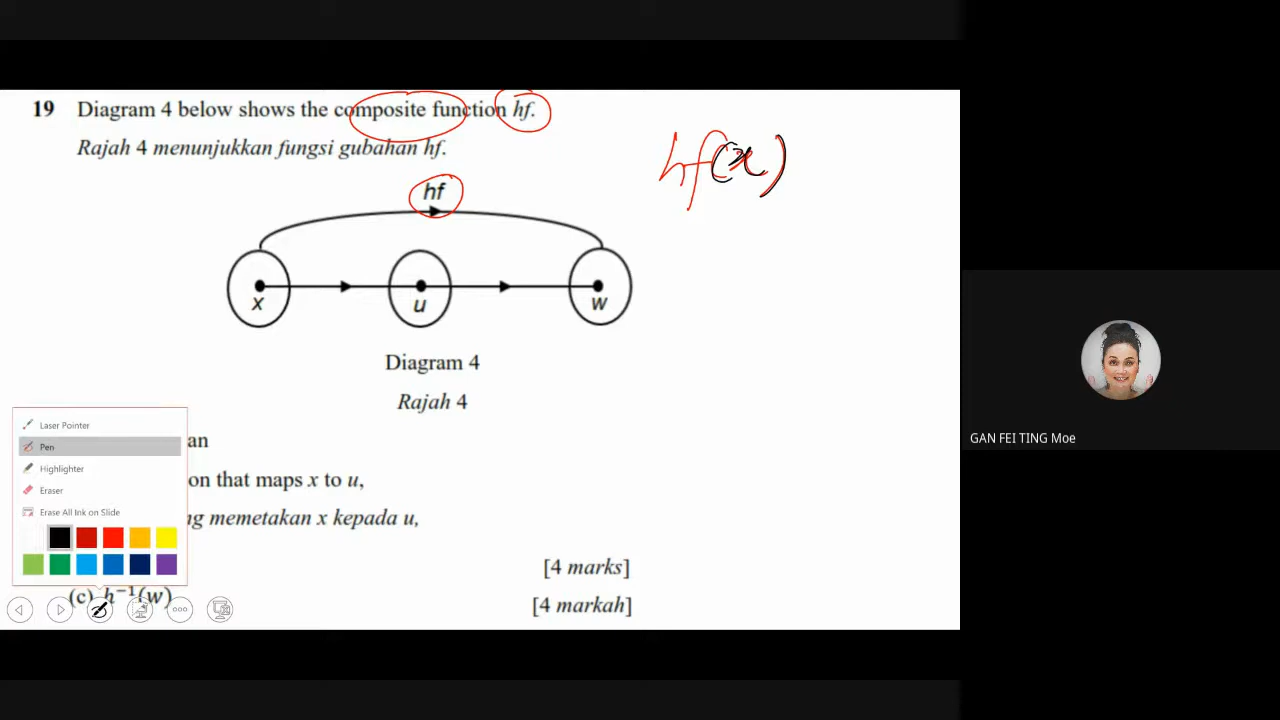 19 Diagram 4 below shows the composite function hf.
Rajah 4 menunjukkan fungsi gubahan hf.
hf(x)
hf
x u w
Diagram 4
Rajah 4
Laser Pointer
Pen
Highlighter
Eraser
Erase All Ink on Slide
an
on that maps x to u,
ng memetakan x kepada u,
[4 marks]
(c) h⁻¹(w)
[4 markah]
GAN FEI TING Moe